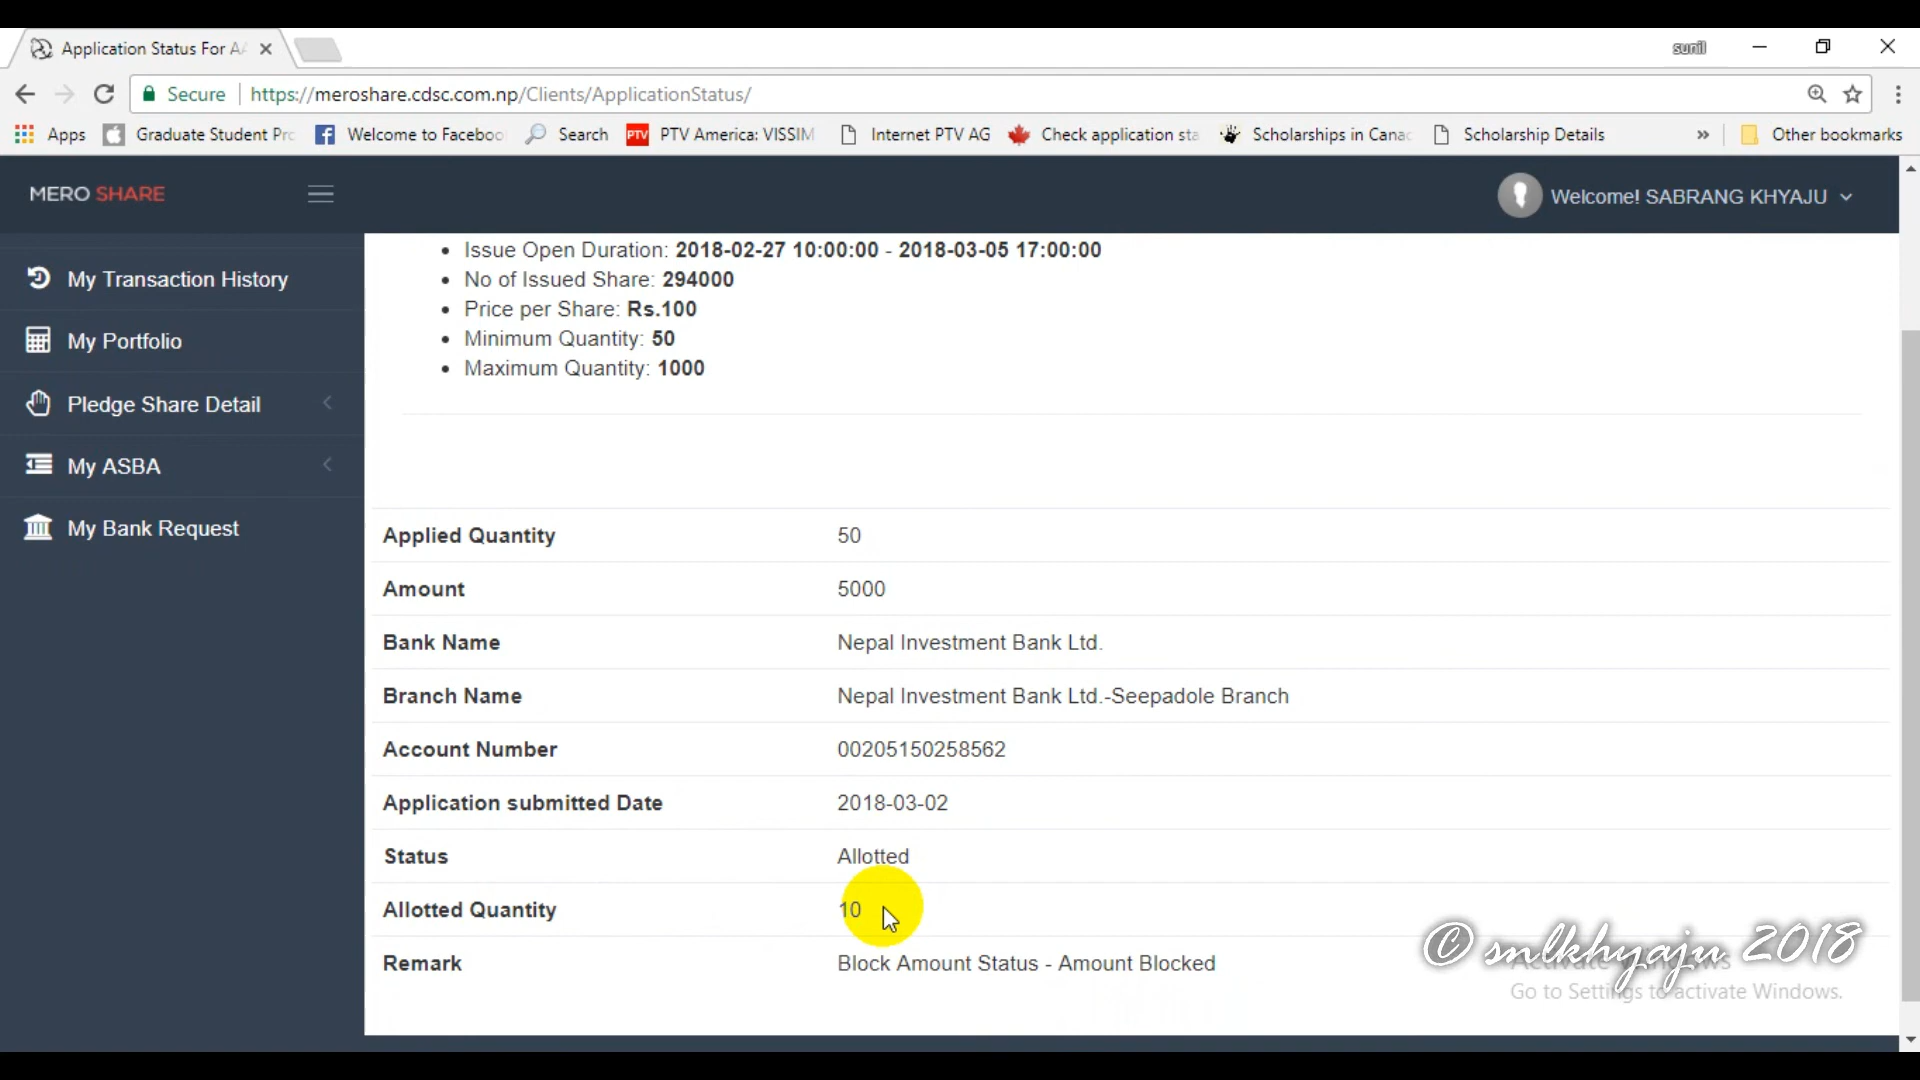 Application Status For AA
sunil
Secure https://meroshare.cdsc.com.np/Clients/ApplicationStatus/
Apps Graduate Student Pro Welcome to Faceboo Search PTV PTV America: VISSIM Internet PTV AG Check application sta Scholarships in Canac Scholarship Details » Other bookmarks
MERO SHARE
Welcome! SABRANG KHYAJU
My Transaction History
My Portfolio
Pledge Share Detail
My ASBA
My Bank Request
• Issue Open Duration: 2018-02-27 10:00:00 - 2018-03-05 17:00:00
• No of Issued Share: 294000
• Price per Share: Rs.100
• Minimum Quantity: 50
• Maximum Quantity: 1000
Applied Quantity 50
Amount 5000
Bank Name Nepal Investment Bank Ltd.
Branch Name Nepal Investment Bank Ltd.-Seepadole Branch
Account Number 00205150258562
Application submitted Date 2018-03-02
Status Allotted
Allotted Quantity 10
Remark Block Amount Status - Amount Blocked
© snlkhyaju 2018
Activate Windows
Go to Settings to activate Windows.